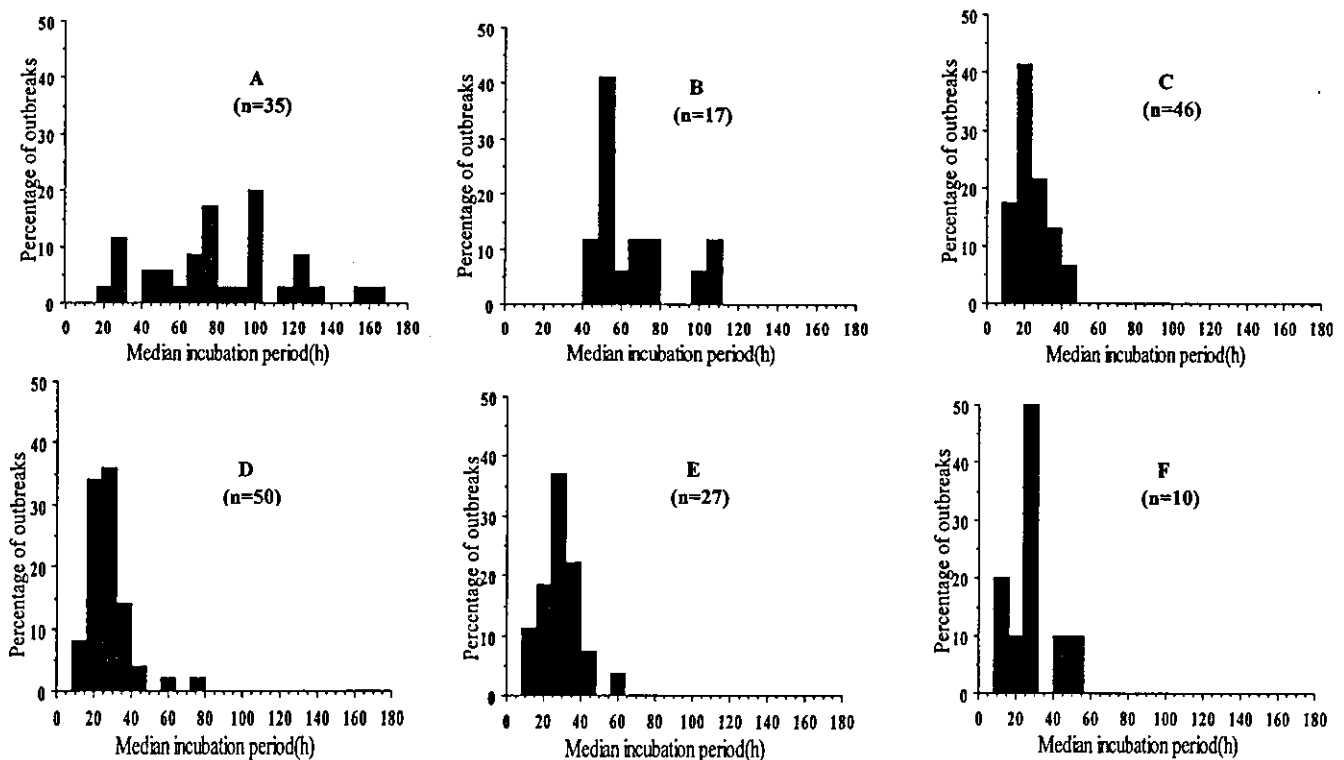 50
40
30
20
10
0
Percentage of outbreaks
A
(n=35)
0 20 40 60 80 100 120 140 160 180
Median incubation period(h)
50
40
30
20
10
0
Percentage of outbreaks
B
(n=17)
0 20 40 60 80 100 120 140 160 180
Median incubation period(h)
50
40
30
20
10
0
Percentage of outbreaks
C
(n=46)
0 20 40 60 80 100 120 140 160 180
Median incubation period(h)
50
40
30
20
10
0
Percentage of outbreaks
D
(n=50)
0 20 40 60 80 100 120 140 160 180
Median incubation period(h)
50
40
30
20
10
0
Percentage of outbreaks
E
(n=27)
0 20 40 60 80 100 120 140 160 180
Median incubation period(h)
50
40
30
20
10
0
Percentage of outbreaks
F
(n=10)
0 20 40 60 80 100 120 140 160 180
Median incubation period(h)